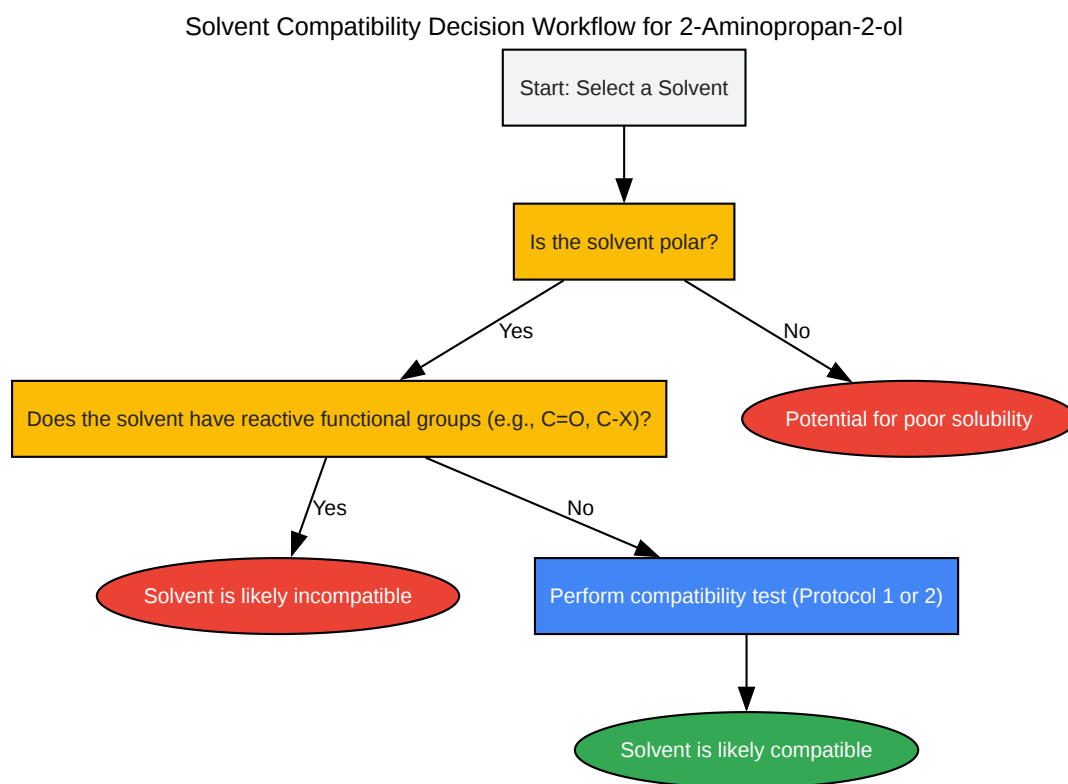 Solvent Compatibility Decision Workflow for 2-Aminopropan-2-ol
Start: Select a Solvent
Is the solvent polar?
Yes
No
Does the solvent have reactive functional groups (e.g., C=O, C-X)?
Potential for poor solubility
Yes
No
Solvent is likely incompatible
Perform compatibility test (Protocol 1 or 2)
Solvent is likely compatible